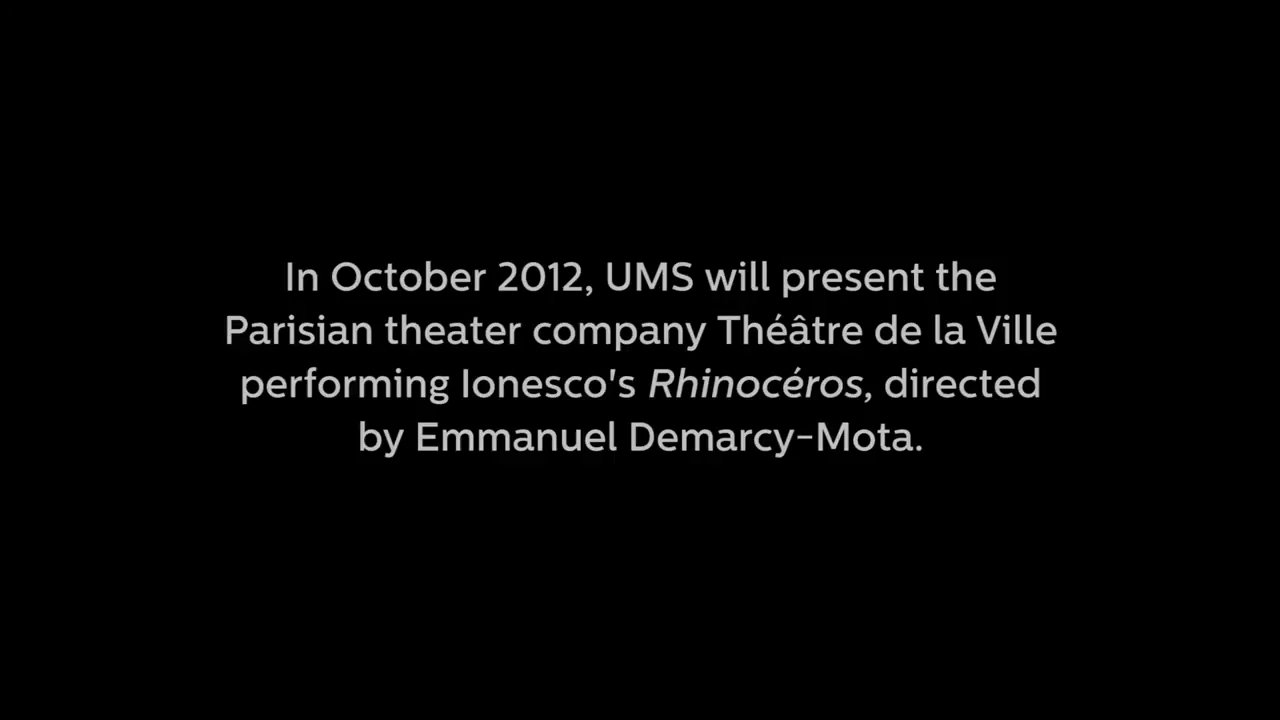 In October 2012, UMS will present the
Parisian theater company Théâtre de la Ville
performing Ionesco's Rhinocéros, directed
by Emmanuel Demarcy-Mota.